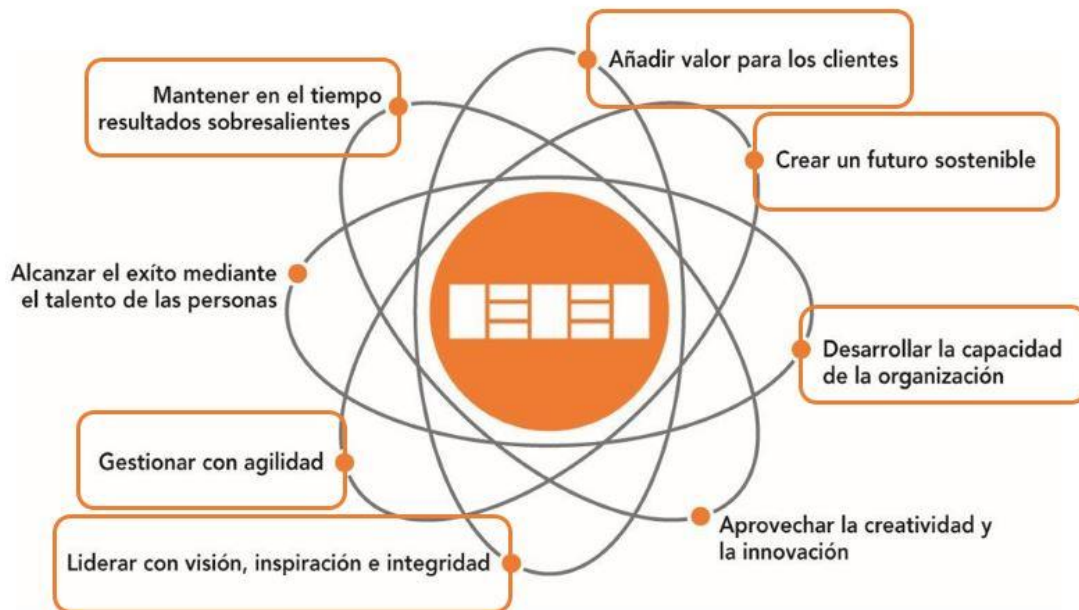 Añadir valor para los clientes
Mantener en el tiempo
resultados sobresalientes
Crear un futuro sostenible
Alcanzar el exíto mediante
el talento de las personas
Desarrollar la capacidad
de la organización
Gestionar con agilidad
Aprovechar la creatividad y
la innovación
Liderar con visión, inspiración e integridad